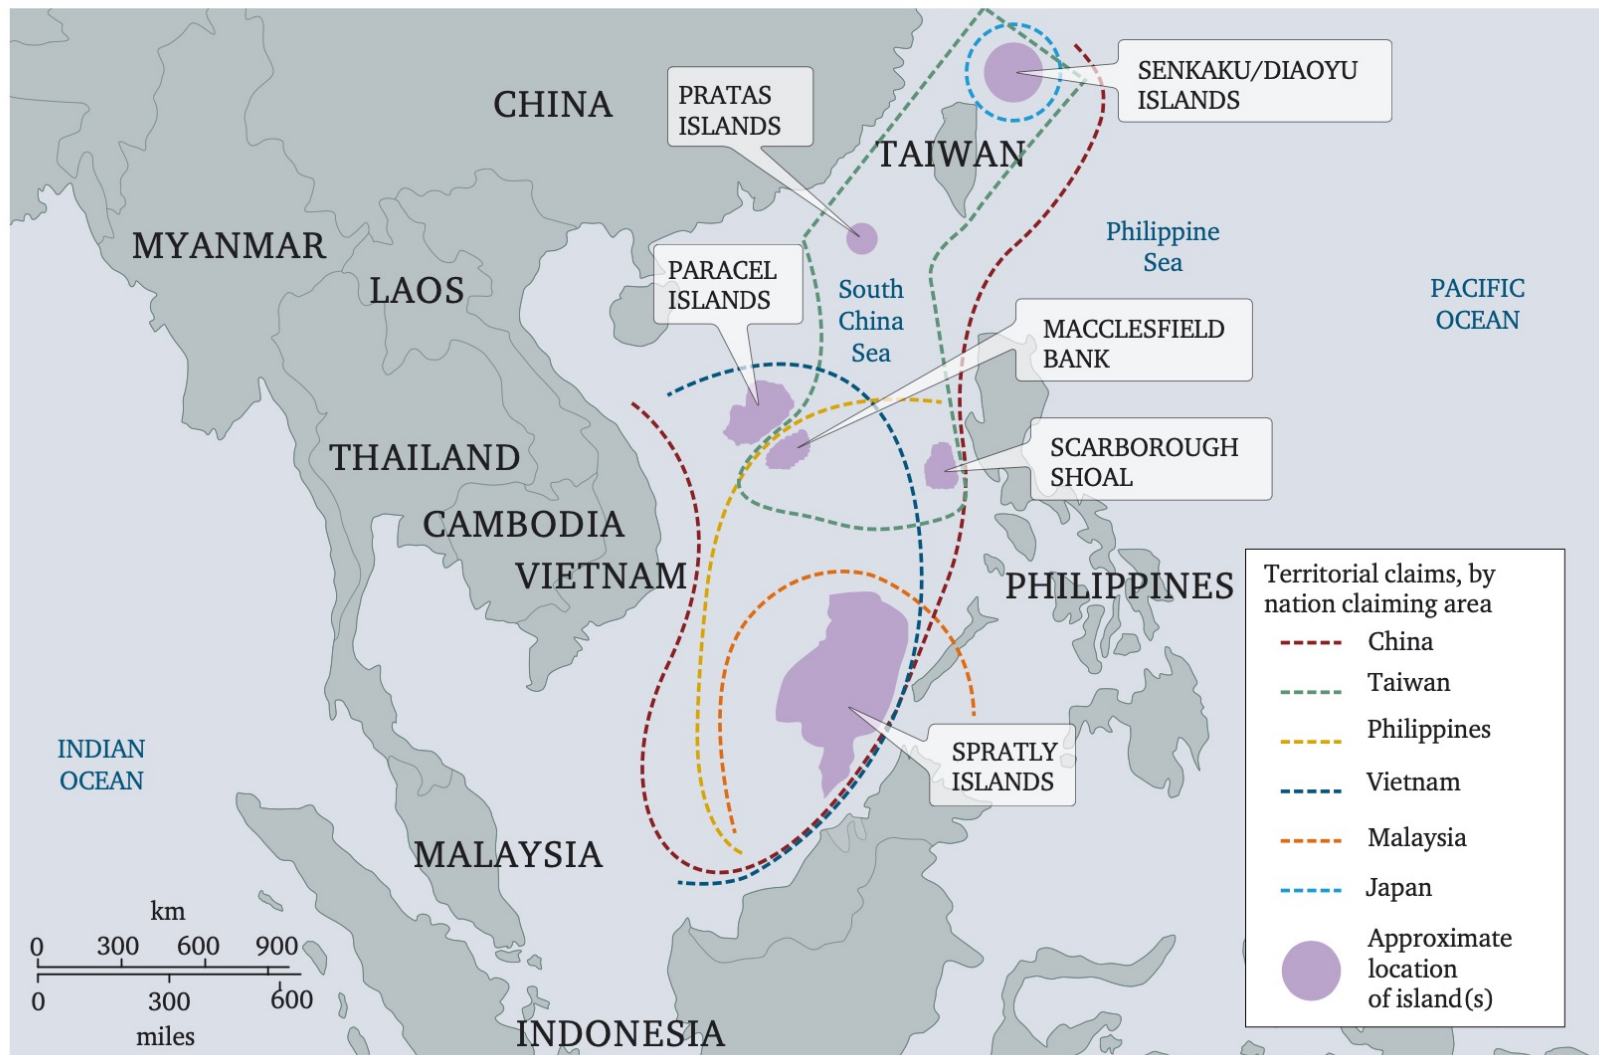 CHINA
PRATAS
ISLANDS
SENKAKU/DIAOYU
ISLANDS
TAIWAN
MYANMAR
LAOS
PARACEL
ISLANDS
South
China
Sea
Philippine
Sea
PACIFIC
OCEAN
MACCLESFIELD
BANK
THAILAND
SCARBOROUGH
SHOAL
CAMBODIA
VIETNAM
PHILIPPINES
INDIAN
OCEAN
SPRATLY
ISLANDS
MALAYSIA
INDONESIA
km
0 300 600 900
0 300 600
miles
Territorial claims, by
nation claiming area
China
Taiwan
Philippines
Vietnam
Malaysia
Japan
Approximate
location
of island(s)